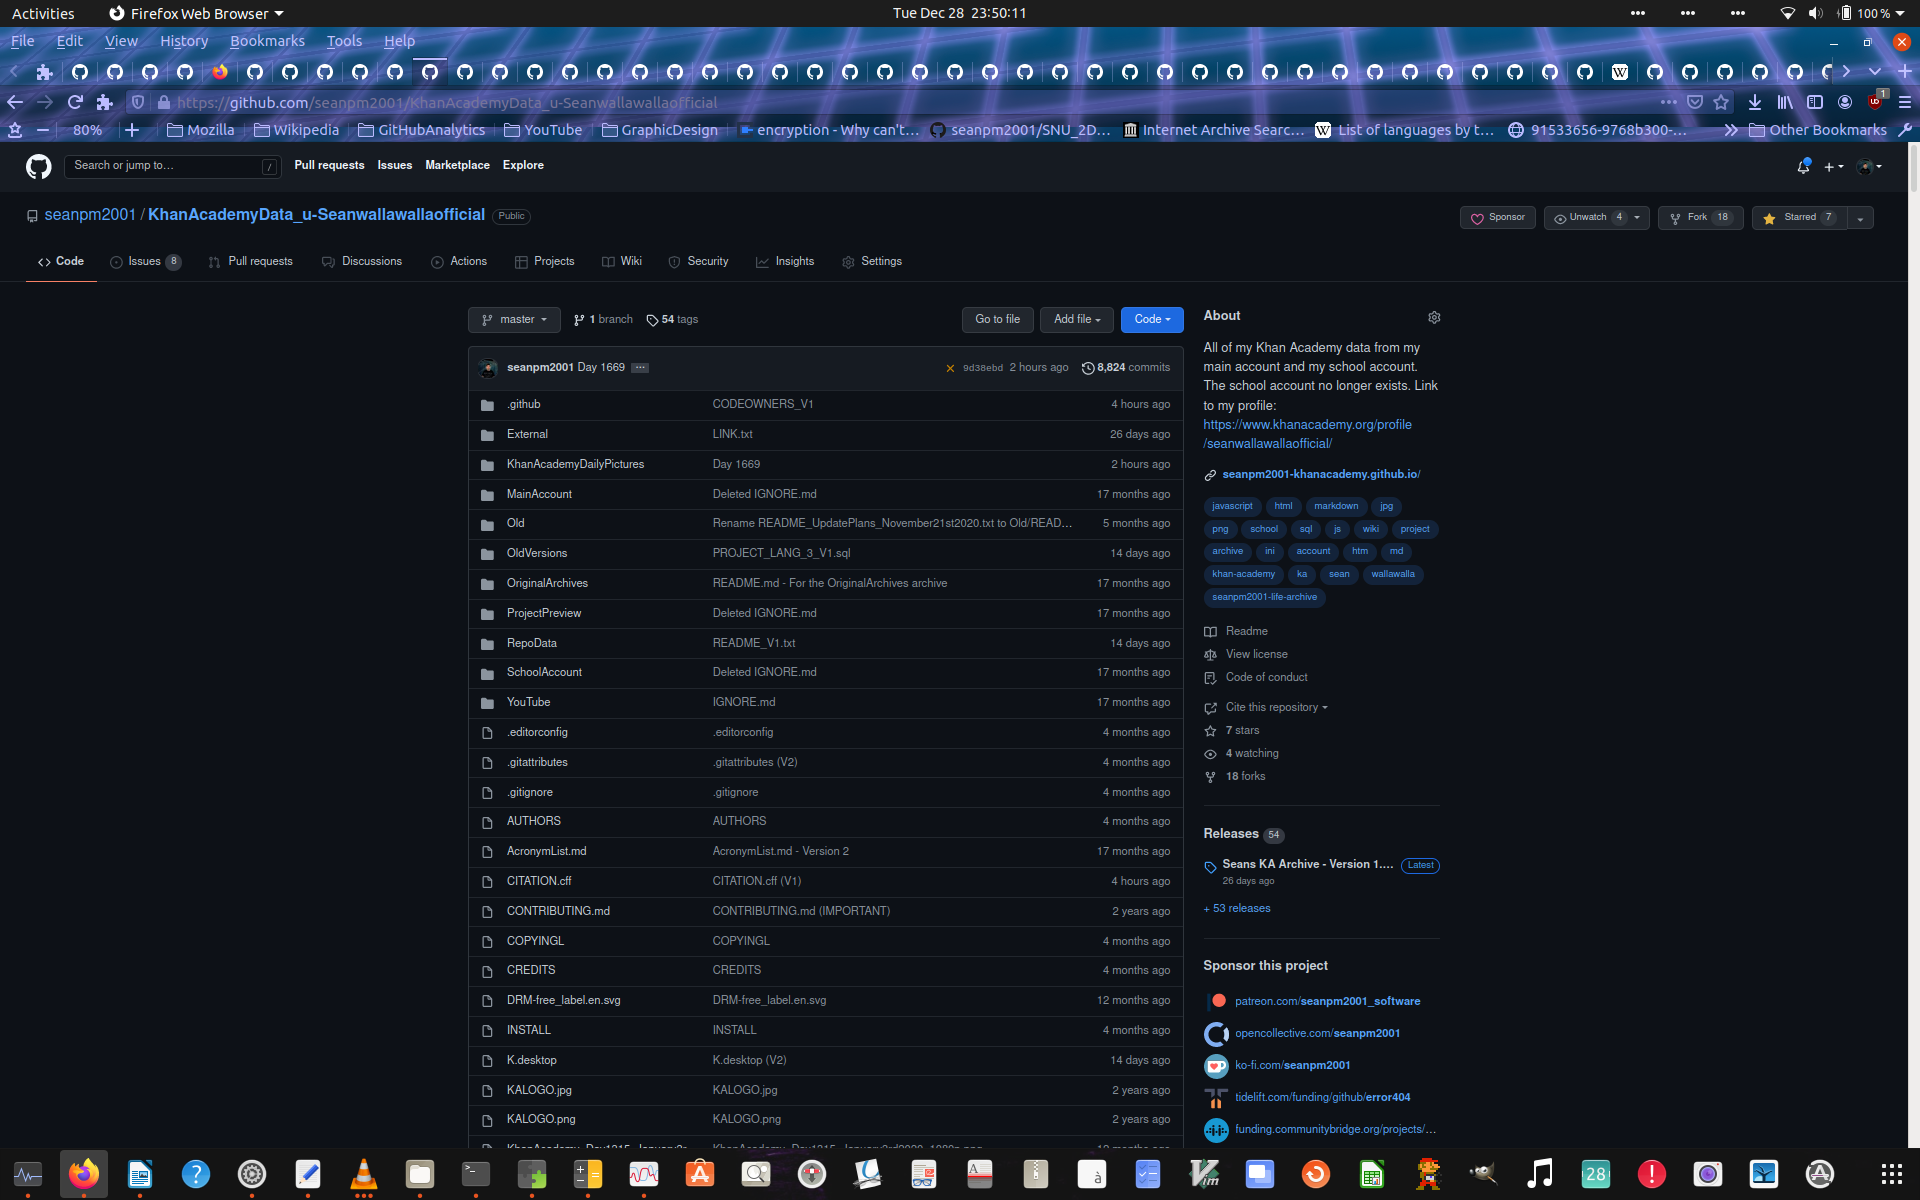 Activities Firefox Web Browser Tue Dec 28 23:50:11 100 %
File Edit View History Bookmarks Tools Help
https://github.com/seanpm2001/KhanAcademyData_u-Seanwallawallaofficial 1
80% Mozilla Wikipedia GitHubAnalytics YouTube GraphicDesign encryption - Why can't... seanpm2001/SNU_2D... Internet Archive Searc... List of languages by t... 91533656-9768b300-... Other Bookmarks
Search or jump to... / Pull requests Issues Marketplace Explore
seanpm2001 / KhanAcademyData_u-Seanwallawallaofficial Public Sponsor Unwatch 4 Fork 18 Starred 7
Code Issues 8 Pull requests Discussions Actions Projects Wiki Security Insights Settings
master 1 branch 54 tags Go to file Add file Code
seanpm2001 Day 1669 ... 9d38ebd 2 hours ago 8,824 commits
.github CODEOWNERS_V1 4 hours ago
External LINK.txt 26 days ago
KhanAcademyDailyPictures Day 1669 2 hours ago
MainAccount Deleted IGNORE.md 17 months ago
Old Rename README_UpdatePlans_November21st2020.txt to Old/READ... 5 months ago
OldVersions PROJECT_LANG_3_V1.sql 14 days ago
OriginalArchives README.md - For the OriginalArchives archive 17 months ago
ProjectPreview Deleted IGNORE.md 17 months ago
RepoData README_V1.txt 14 days ago
SchoolAccount Deleted IGNORE.md 17 months ago
YouTube IGNORE.md 17 months ago
.editorconfig .editorconfig 4 months ago
.gitattributes .gitattributes (V2) 4 months ago
.gitignore .gitignore 4 months ago
AUTHORS AUTHORS 4 months ago
AcronymList.md AcronymList.md - Version 2 17 months ago
CITATION.cff CITATION.cff (V1) 4 hours ago
CONTRIBUTING.md CONTRIBUTING.md (IMPORTANT) 2 years ago
COPYINGL COPYINGL 4 months ago
CREDITS CREDITS 4 months ago
DRM-free_label.en.svg DRM-free_label.en.svg 12 months ago
INSTALL INSTALL 4 months ago
K.desktop K.desktop (V2) 14 days ago
KALOGO.jpg KALOGO.jpg 2 years ago
KALOGO.png KALOGO.png 2 years ago
About
All of my Khan Academy data from my
main account and my school account.
The school account no longer exists. Link
to my profile:
https://www.khanacademy.org/profile
/seanwallawallaofficial/
seanpm2001-khanacademy.github.io/
javascript html markdown jpg
png school sql js wiki project
archive ini account htm md
khan-academy ka sean wallawalla
seanpm2001-life-archive
Readme
View license
Code of conduct
Cite this repository
7 stars
4 watching
18 forks
Releases 54
Seans KA Archive - Version 1.... Latest
26 days ago
+ 53 releases
Sponsor this project
patreon.com/seanpm2001_software
opencollective.com/seanpm2001
ko-fi.com/seanpm2001
tidelift.com/funding/github/error404
funding.communitybridge.org/projects/...
28